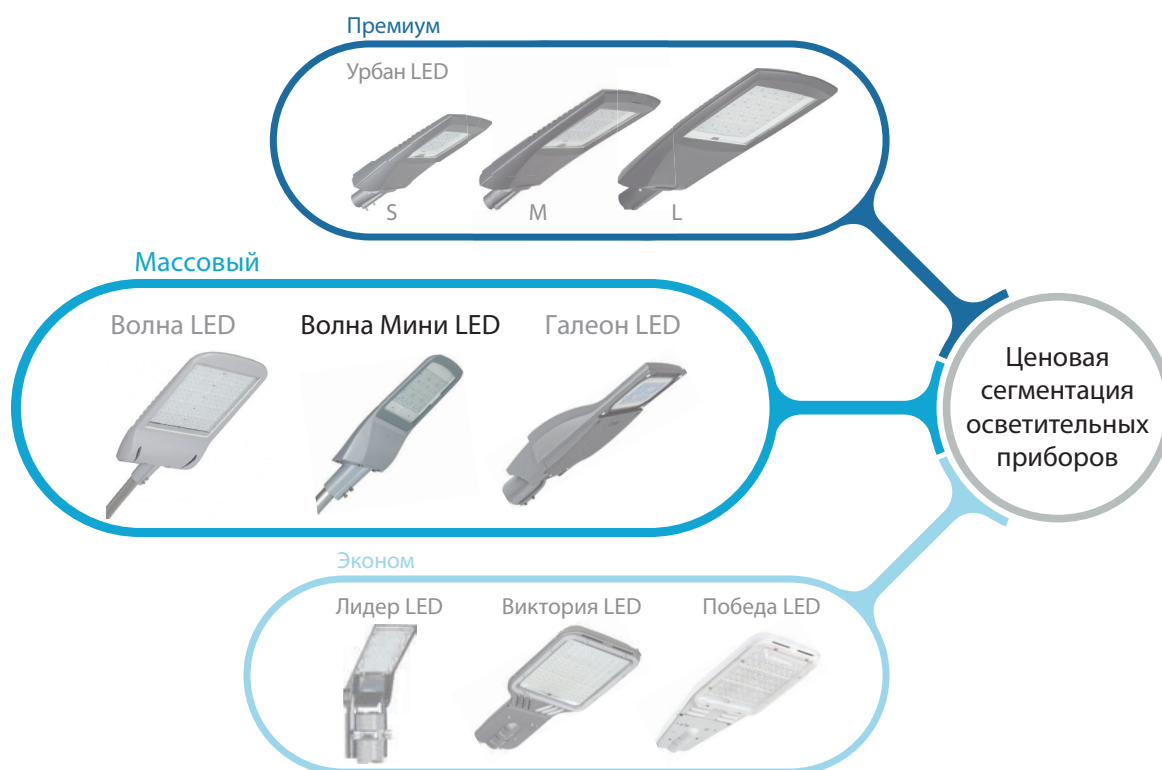 Премиум
Урбан LED
S
M
L
Массовый
Волна LED
Волна Мини LED
Галеон LED
Ценовая
сегментация
осветительных
приборов
Эконом
Лидер LED
Виктория LED
Победа LED